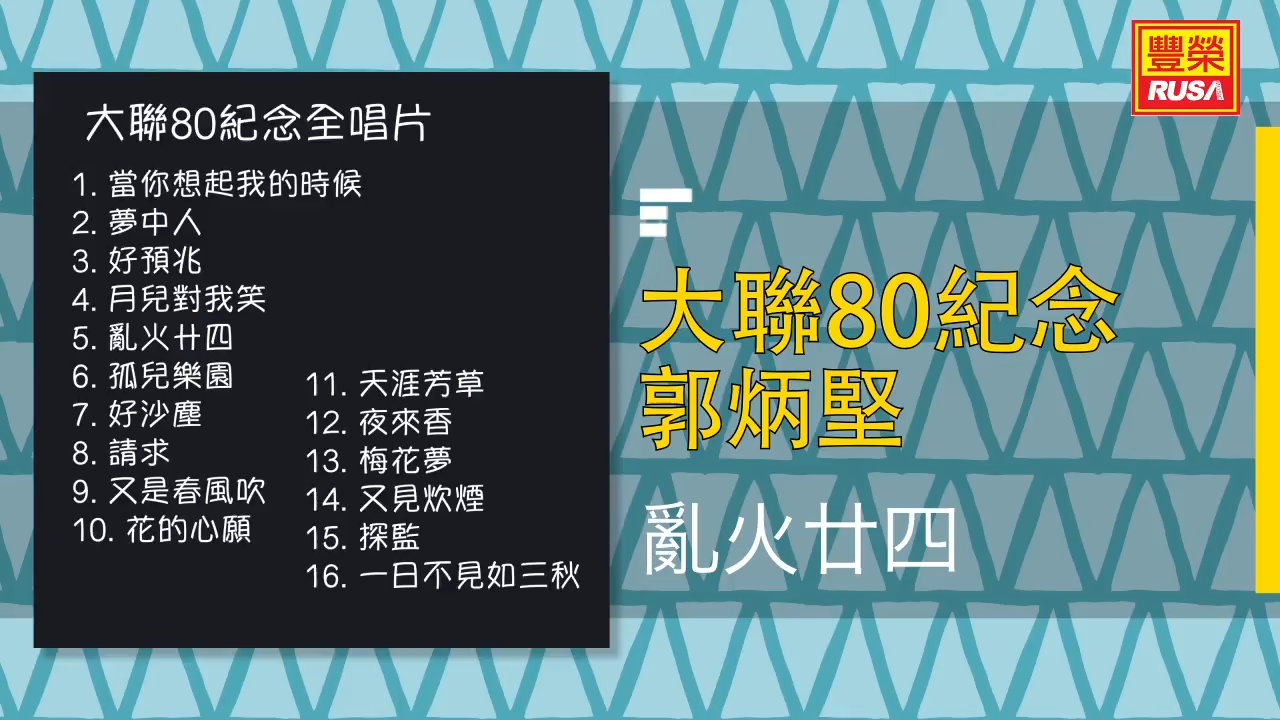 豐榮
RUSA
大聯80紀念全唱片
1. 當你想起我的時候
2. 夢中人
3. 好預兆
4. 月兒對我笑
5. 亂火廿四
6. 孤兒樂園
7. 好沙塵
8. 請求
9. 又是春風吹
10. 花的心願
11. 天涯芳草
12. 夜來香
13. 梅花夢
14. 又見炊煙
15. 探監
16. 一日不見如三秋
大聯80紀念
郭炳堅
亂火廿四